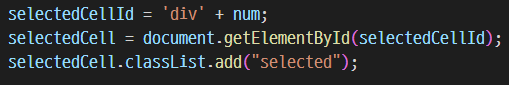 selectedCellId = 'div' + num;
selectedCell = document.getElementById(selectedCellId);
selectedCell.classList.add("selected");